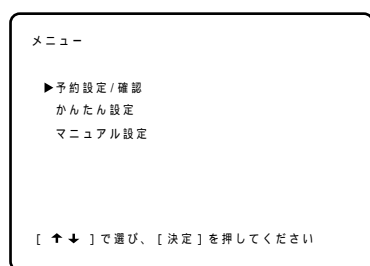 メニュー
▶予約設定/確認
かんたん設定
マニュアル設定
[ ↑↓ ]で選び、[決定]を押してください